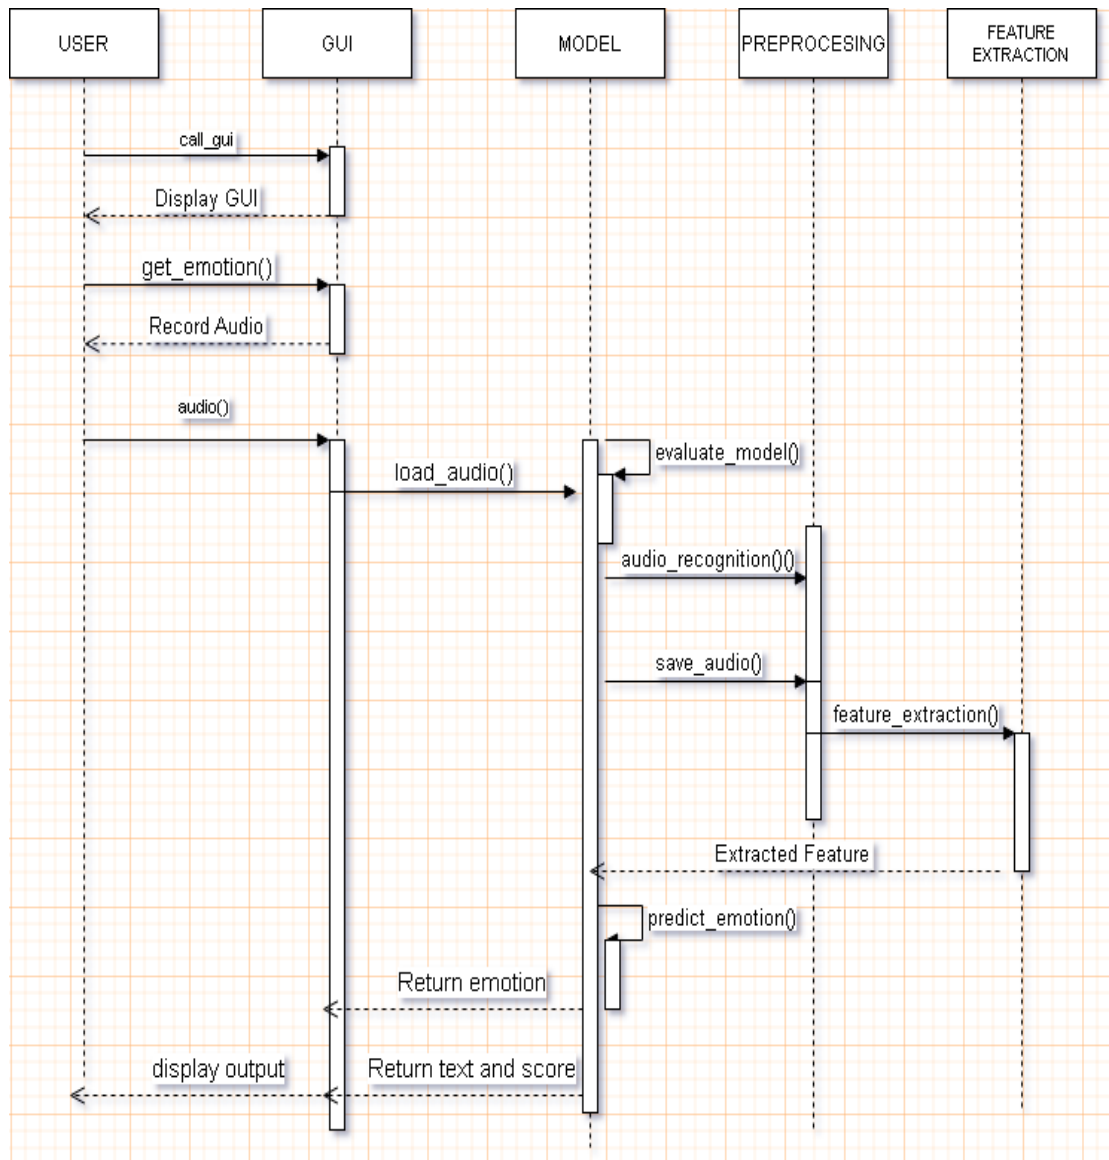 USER
GUI
MODEL
PREPROCESING
FEATURE
EXTRACTION
call_gui
Display GUI
get_emotion()
Record Audio
audio()
evaluate_model()
load_audio()
audio_recognition()()
save_audio()
feature_extraction()
Extracted Feature
predict_emotion()
Return emotion
display output
Return text and score